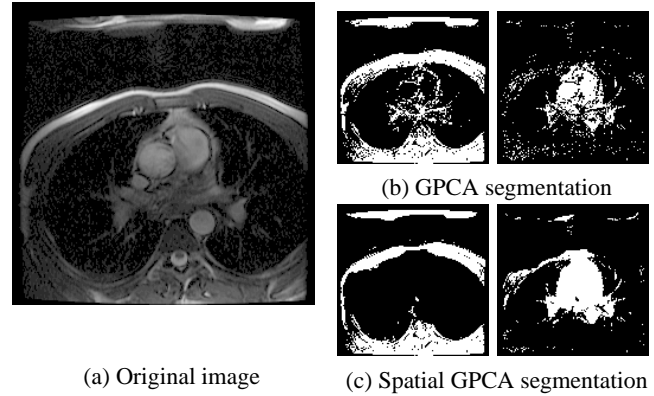 (b) GPCA segmentation
(a) Original image
(c) Spatial GPCA segmentation